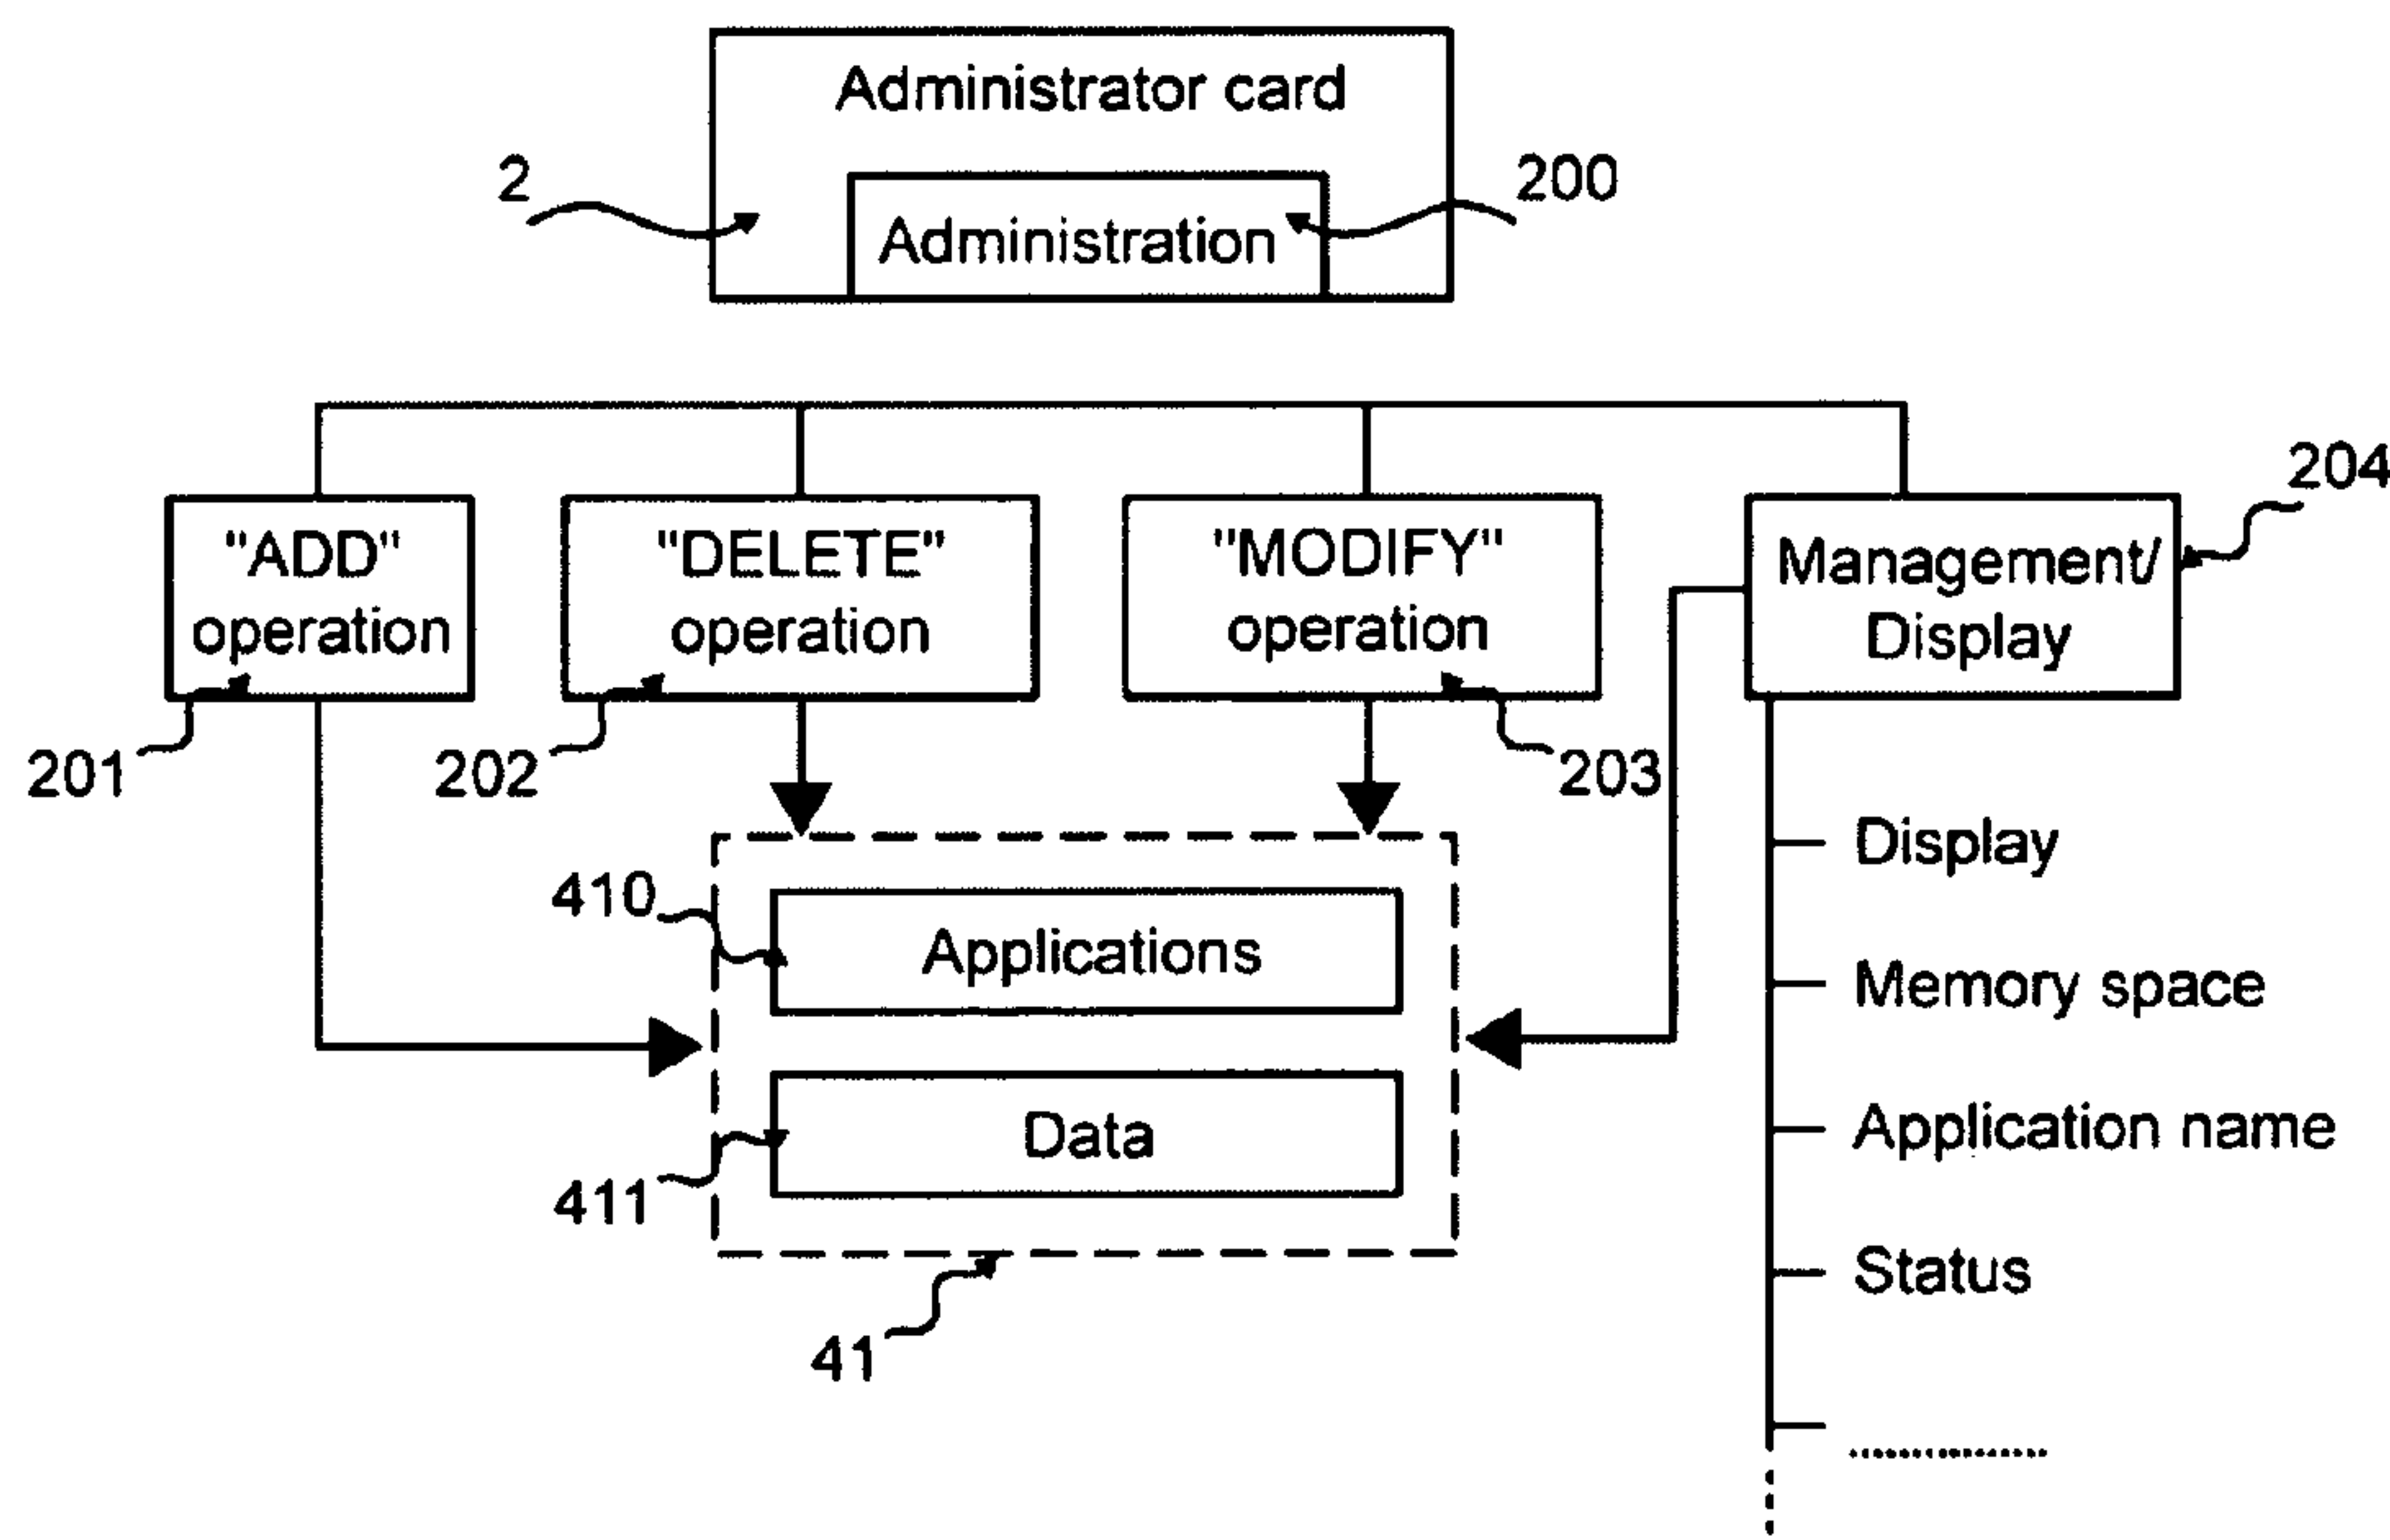 Administrator card
2
200
Administration
204
"ADD"
operation
"DELETE"
operation
"MODIFY"
operation
Management/
Display
201
202
203
Display
410
Applications
Memory space
Application name
Data
411
Status
41